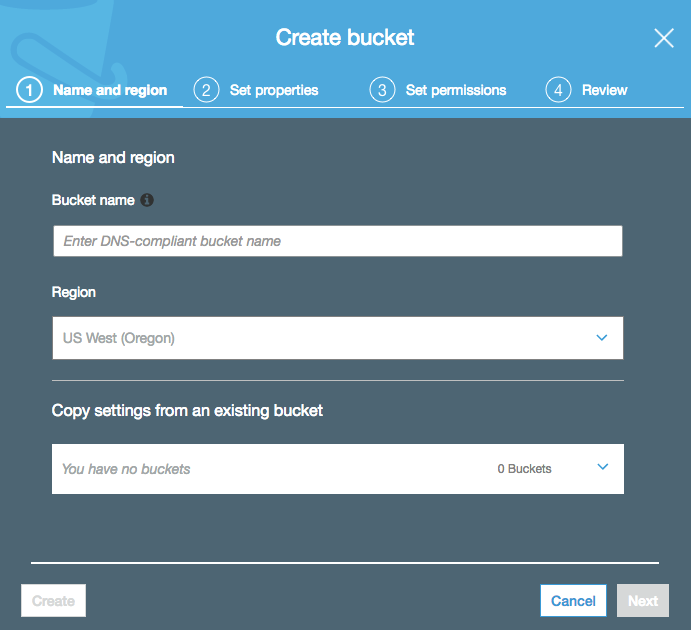 Create bucket
1 Name and region 2 Set properties 3 Set permissions 4 Review
Name and region
Bucket name
Enter DNS-compliant bucket name
Region
US West (Oregon)
Copy settings from an existing bucket
You have no buckets 0 Buckets
Create Cancel Next